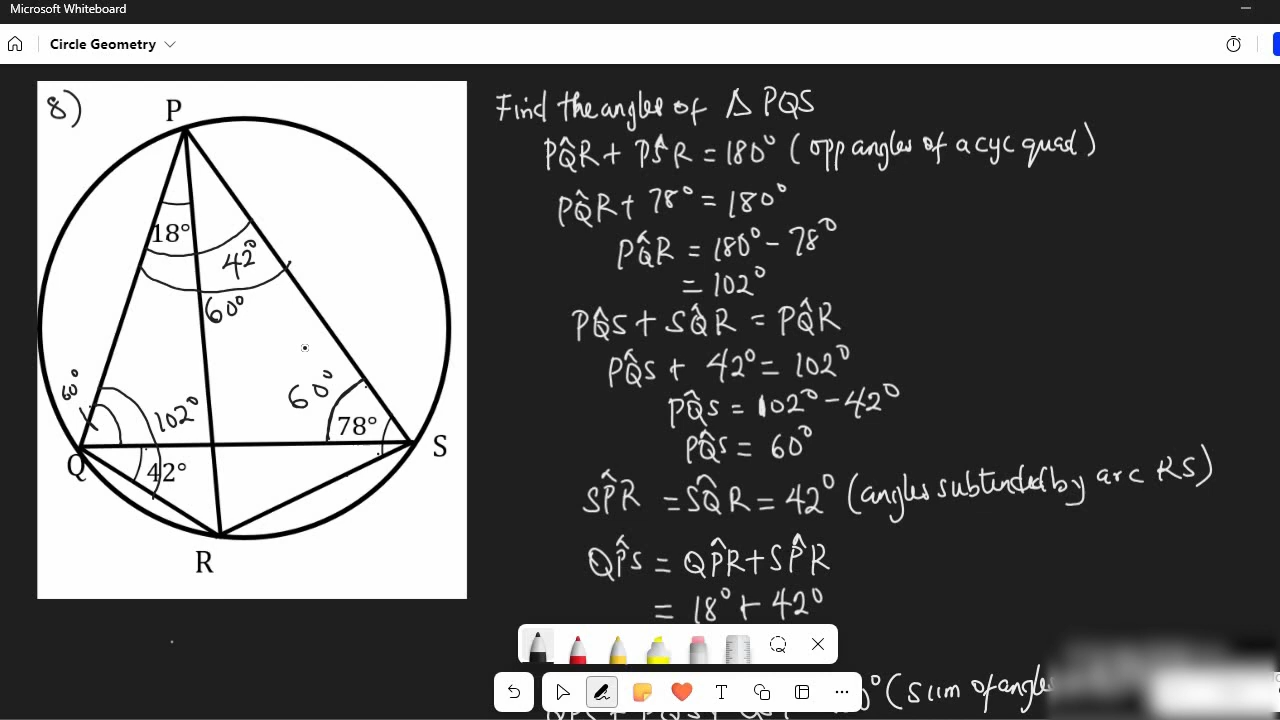 Microsoft Whiteboard
Circle Geometry
8)
P
18°
42°
60°
60°
102°
60°
78°
Q
42°
S
R
Find the angles of Δ PQS
PQ̂R + PŜR = 180° (opp angles of a cyc quad)
PQ̂R + 78° = 180°
PQ̂R = 180° - 78°
= 102°
PQ̂S + SQ̂R = PQ̂R
PQ̂S + 42° = 102°
PQ̂S = 102° - 42°
PQ̂S = 60°
SP̂R = SQ̂R = 42° (angles subtended by arc RS)
QP̂S = QP̂R + SP̂R
= 18° + 42°
(sum of angles